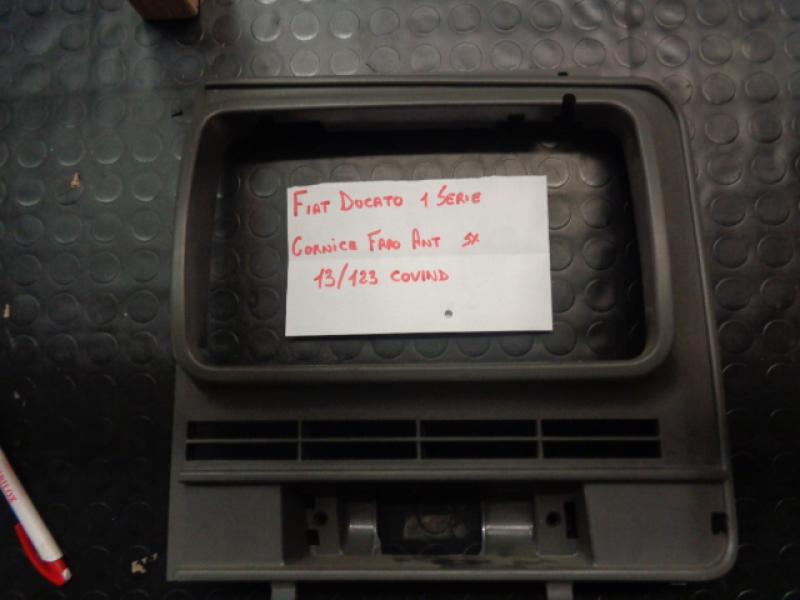 FIAT DUCATO 1 SERIE
CORNICE FARO ANT SX
13/123 COVIND